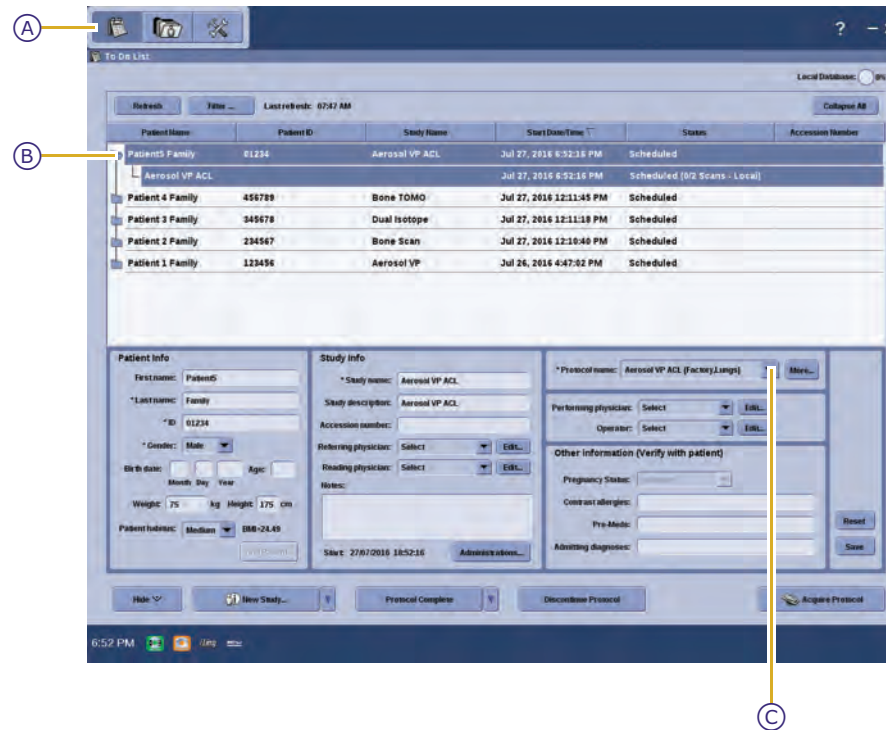 A
?
To Do List
Local Database: 0%
Refresh Filter ... Last refresh: 07:47 AM Collapse All
Patient Name Patient ID Study Name Start Date/Time Status Accession Number
B
Patient5 Family 01234 Aerosal VP ACL Jul 27, 2016 6:52:16 PM Scheduled
Aerosol VP ACL Jul 27, 2016 6:52:16 PM Scheduled (0/2 Scans - Local)
Patient 4 Family 456789 Bone TOMO Jul 27, 2016 12:11:45 PM Scheduled
Patient 3 Family 345678 Dual Isotope Jul 27, 2016 12:11:18 PM Scheduled
Patient 2 Family 234567 Bone Scan Jul 27, 2016 12:10:40 PM Scheduled
Patient 1 Family 123456 Aerosol VP Jul 26, 2016 4:47:02 PM Scheduled
Patient Info Study Info
First name: Patient5 * Study name: Aerosol VP ACL * Protocol name: Aerosol VP ACL (Factory,Lungs) More...
*Last name: Family Study description: Aerosol VP ACL Performing physician: Select Edit...
*ID 01234 Accession number: Operator: Select Edit...
* Gender: Male Referring physician: Select Edit... Other information (Verify with patient)
Birth date: Age: Reading physician: Select Edit... Pregnancy Status:
Month Day Year Notes:
Weight: 75 kg Height: 175 cm Contrast allergies:
Patient habitus: Medium BMI=24.49 Pre-Meds: Reset
Start: 27/07/2016 18:52:16 Administrations... Admitting diagnoses: Save
Hide New Study... Protocol Complete Discontinue Protocol Acquire Protocol
6:52 PM
C